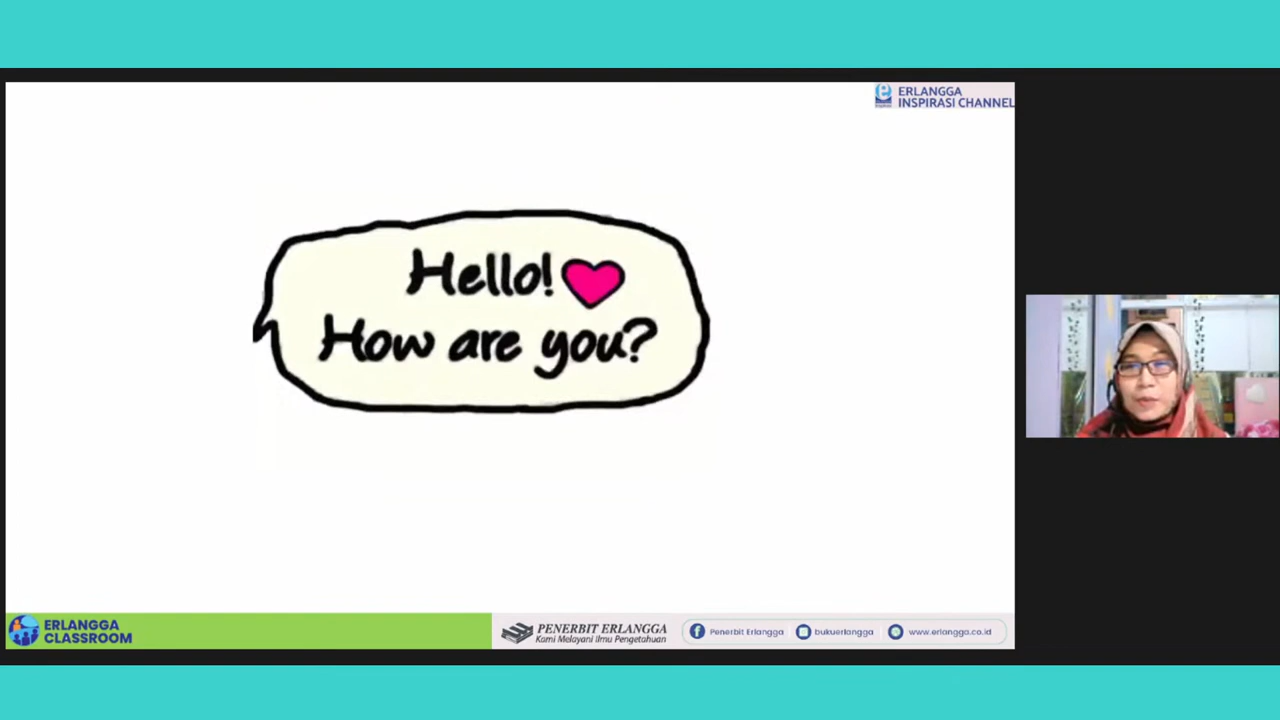 ERLANGGA
INSPIRASI CHANNEL
Hello!
How are you?
ERLANGGA
CLASSROOM
PENERBIT ERLANGGA
Kami Melayani Ilmu Pengetahuan
Penerbit Erlangga
bukuerlangga
www.erlangga.co.id